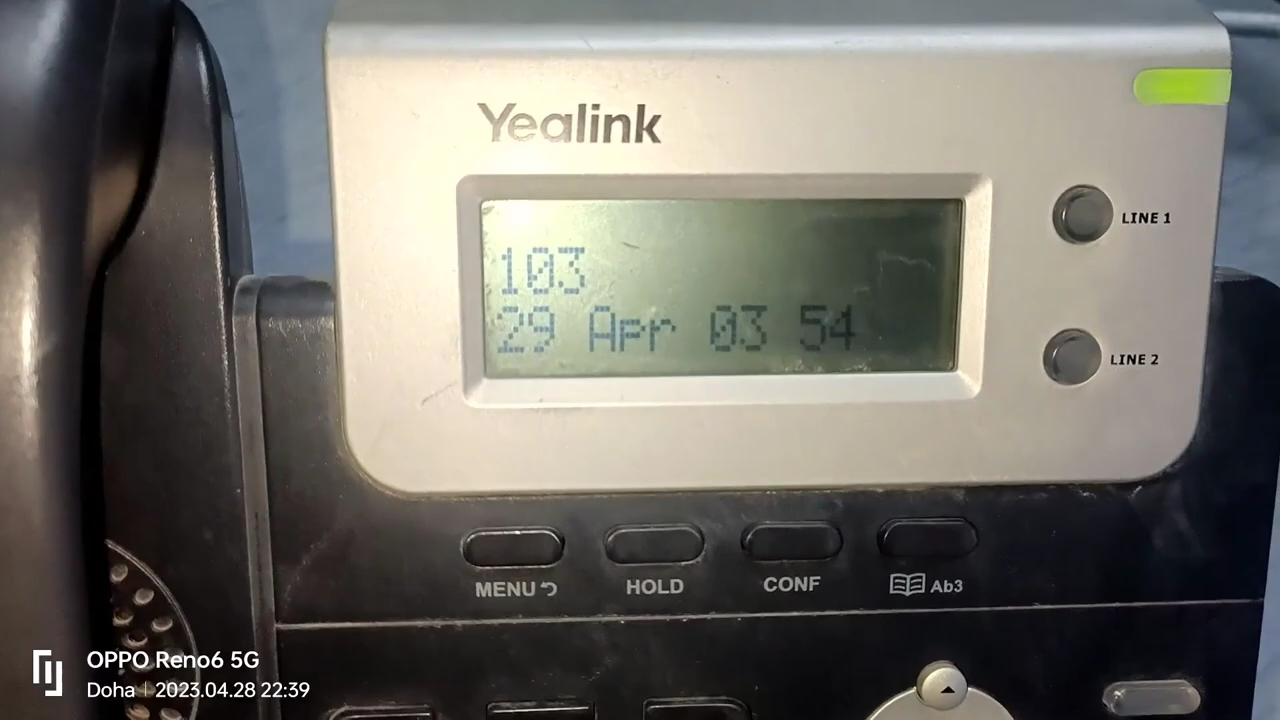 Yealink
LINE 1
103
29 Apr 03 54
LINE 2
MENU HOLD CONF Ab3
OPPO Reno6 5G
Doha | 2023.04.28 22:39